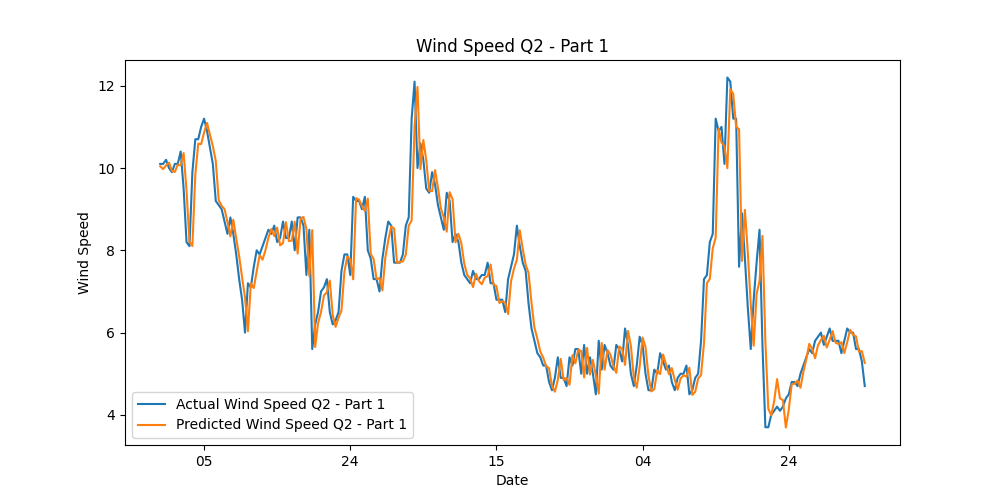 Wind Speed Q2 - Part 1
12
10
8
6
4
Wind Speed
Actual Wind Speed Q2 - Part 1
Predicted Wind Speed Q2 - Part 1
05
24
15
04
24
Date